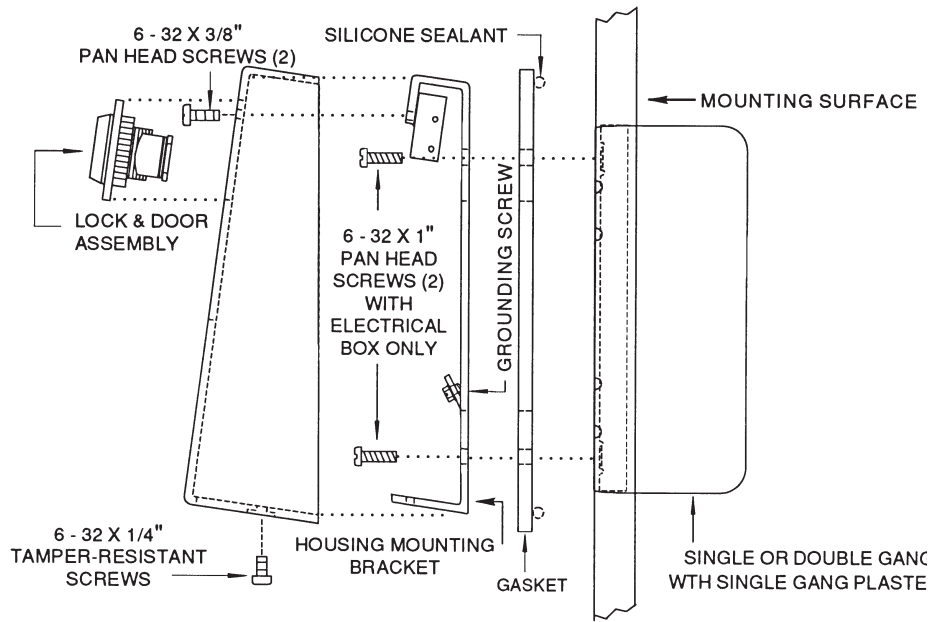 6 - 32 X 3/8"
PAN HEAD SCREWS (2)
SILICONE SEALANT
MOUNTING SURFACE
LOCK & DOOR
ASSEMBLY
6 - 32 X 1"
PAN HEAD
SCREWS (2)
WITH
ELECTRICAL
BOX ONLY
GROUNDING SCREW
6 - 32 X 1/4"
TAMPER-RESISTANT
SCREWS
HOUSING MOUNTING
BRACKET
GASKET
SINGLE OR DOUBLE GANG
WTH SINGLE GANG PLASTE